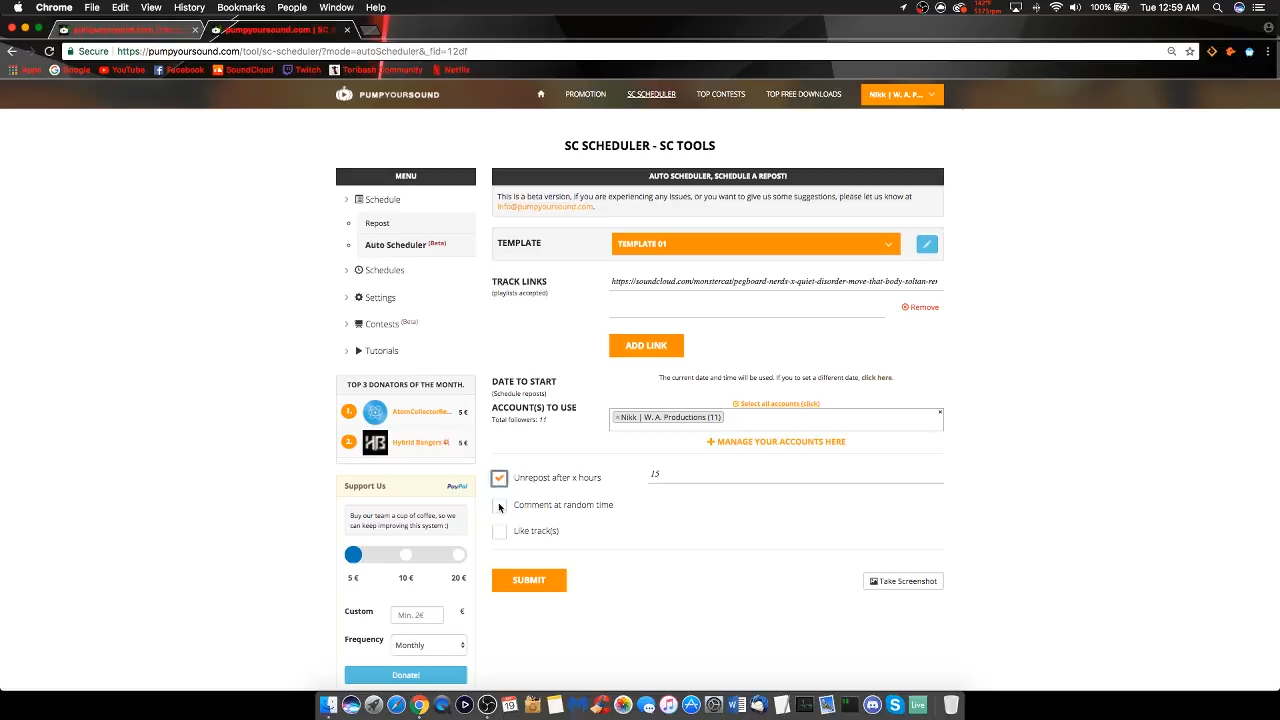 Chrome File Edit View History Bookmarks People Window Help
142°F
5175rpm
100%
Tue 12:59 AM
pumpyoursound.com | SC
Secure https://pumpyoursound.com/tool/sc-scheduler/?mode=autoScheduler&_fid=12df
Apps Google YouTube Facebook SoundCloud Twitch Toribash Community Netflix
PUMPYOURSOUND
PROMOTION SC SCHEDULER TOP CONTESTS TOP FREE DOWNLOADS Nikk | W. A. P...
SC SCHEDULER - SC TOOLS
MENU
Schedule
Repost
Auto Scheduler (Beta)
Schedules
Settings
Contests (Beta)
Tutorials
TOP 3 DONATORS OF THE MONTH.
1. AtomCollectorRe... 5 €
2. Hybrid Bangers 5 €
Support Us PayPal
Buy our team a cup of coffee, so we
can keep improving this system :)
5 € 10 € 20 €
Custom Min. 2€ €
Frequency Monthly
Donate!
AUTO SCHEDULER, SCHEDULE A REPOST!
This is a beta version, if you are experiencing any issues, or you want to give us some suggestions, please let us know at
info@pumpyoursound.com.
TEMPLATE TEMPLATE 01
TRACK LINKS https://soundcloud.com/monstercat/pegboard-nerds-x-quiet-disorder-move-that-body-soltan-rer
(playlists accepted)
Remove
ADD LINK
DATE TO START The current date and time will be used. If you to set a different date, click here.
(Schedule reposts)
Select all accounts (click)
ACCOUNT(S) TO USE ×Nikk | W. A. Productions (11) ×
Total followers: 11
MANAGE YOUR ACCOUNTS HERE
Unrepost after x hours 15
Comment at random time
Like track(s)
SUBMIT Take Screenshot
19
Live